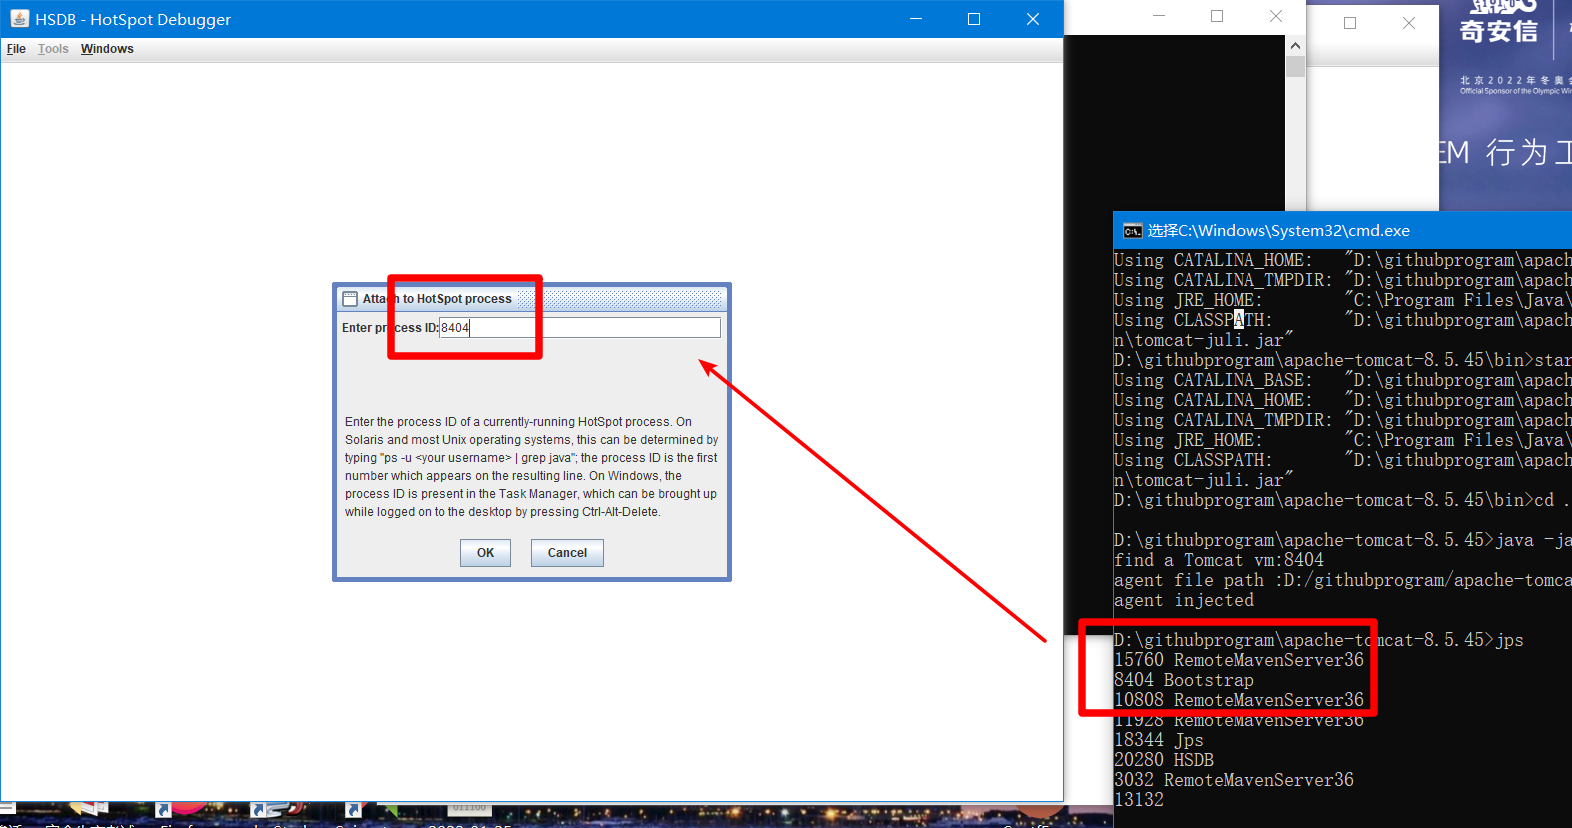 HSDB - HotSpot Debugger
File Tools Windows
Attach to HotSpot process
Enter process ID: 8404
Enter the process ID of a currently-running HotSpot process. On
Solaris and most Unix operating systems, this can be determined by
typing "ps -u <your username> | grep java"; the process ID is the first
number which appears on the resulting line. On Windows, the
process ID is present in the Task Manager, which can be brought up
while logged on to the desktop by pressing Ctrl-Alt-Delete.
OK Cancel
奇安信
北京2022年冬奥会
Official Sponsor of the Olympic Win
EM 行为工
选择C:\Windows\System32\cmd.exe
Using CATALINA_HOME: "D:\githubprogram\apach
Using CATALINA_TMPDIR: "D:\githubprogram\apach
Using JRE_HOME: "C:\Program Files\Java\
Using CLASSPATH: "D:\githubprogram\apach
n\tomcat-juli.jar"
D:\githubprogram\apache-tomcat-8.5.45\bin>star
Using CATALINA_BASE: "D:\githubprogram\apach
Using CATALINA_HOME: "D:\githubprogram\apach
Using CATALINA_TMPDIR: "D:\githubprogram\apach
Using JRE_HOME: "C:\Program Files\Java\
Using CLASSPATH: "D:\githubprogram\apach
n\tomcat-juli.jar"
D:\githubprogram\apache-tomcat-8.5.45\bin>cd .
D:\githubprogram\apache-tomcat-8.5.45>java -ja
find a Tomcat vm:8404
agent file path :D:/githubprogram/apache-tomca
agent injected
D:\githubprogram\apache-tomcat-8.5.45>jps
15760 RemoteMavenServer36
8404 Bootstrap
10808 RemoteMavenServer36
11928 RemoteMavenServer36
18344 Jps
20280 HSDB
3032 RemoteMavenServer36
13132